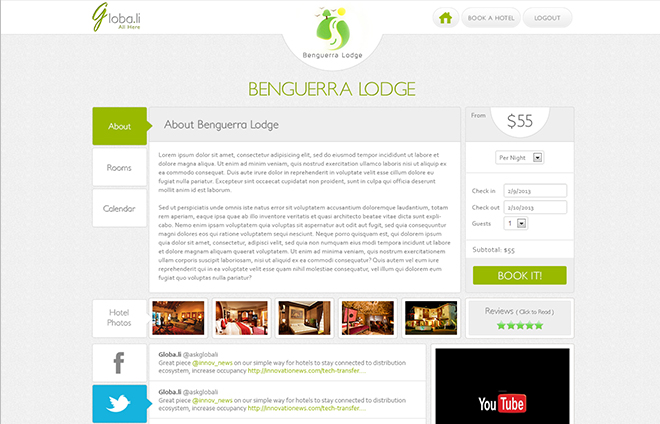 Globa.li
All Here
Benguerra Lodge
BOOK A HOTEL
LOGOUT
BENGUERRA LODGE
About
Rooms
Calendar
About Benguerra Lodge
Lorem ipsum dolor sit amet, consectetur adipisicing elit, sed do eiusmod tempor incididunt ut labore et
dolore magna aliqua. Ut enim ad minim veniam, quis nostrud exercitation ullamco laboris nisi ut aliquip ex
ea commodo consequat. Duis aute irure dolor in reprehenderit in voluptate velit esse cillum dolore eu
fugiat nulla pariatur. Excepteur sint occaecat cupidatat non proident, sunt in culpa qui officia deserunt
mollit anim id est laborum.
Sed ut perspiciatis unde omnis iste natus error sit voluptatem accusantium doloremque laudantium, totam
rem aperiam, eaque ipsa quae ab illo inventore veritatis et quasi architecto beatae vitae dicta sunt expli-
cabo. Nemo enim ipsam voluptatem quia voluptas sit aspernatur aut odit aut fugit, sed quia consequuntur
magni dolores eos qui ratione voluptatem sequi nesciunt. Neque porro quisquam est, qui dolorem ipsum
quia dolor sit amet, consectetur, adipisci velit, sed quia non numquam eius modi tempora incidunt ut labore
et dolore magnam aliquam quaerat voluptatem. Ut enim ad minima veniam, quis nostrum exercitationem
ullam corporis suscipit laboriosam, nisi ut aliquid ex ea commodi consequatur? Quis autem vel eum iure
reprehenderit qui in ea voluptate velit esse quam nihil molestiae consequatur, vel illum qui dolorem eum
fugiat quo voluptas nulla pariatur?
From
$55
Per Night
Check in 2/9/2013
Check out 2/10/2013
Guests 1
Subtotal: $55
BOOK IT!
Hotel
Photos
Reviews ( Click to Read )
Globa.li @askglobali
Great piece @innov_news on our simple way for hotels to stay connected to distribution
ecosystem, increase occupancy http://innovationews.com/tech-transfer...
Globa.li @askglobali
Great piece @innov_news on our simple way for hotels to stay connected to distribution
ecosystem, increase occupancy http://innovationews.com/tech-transfer...
YouTube